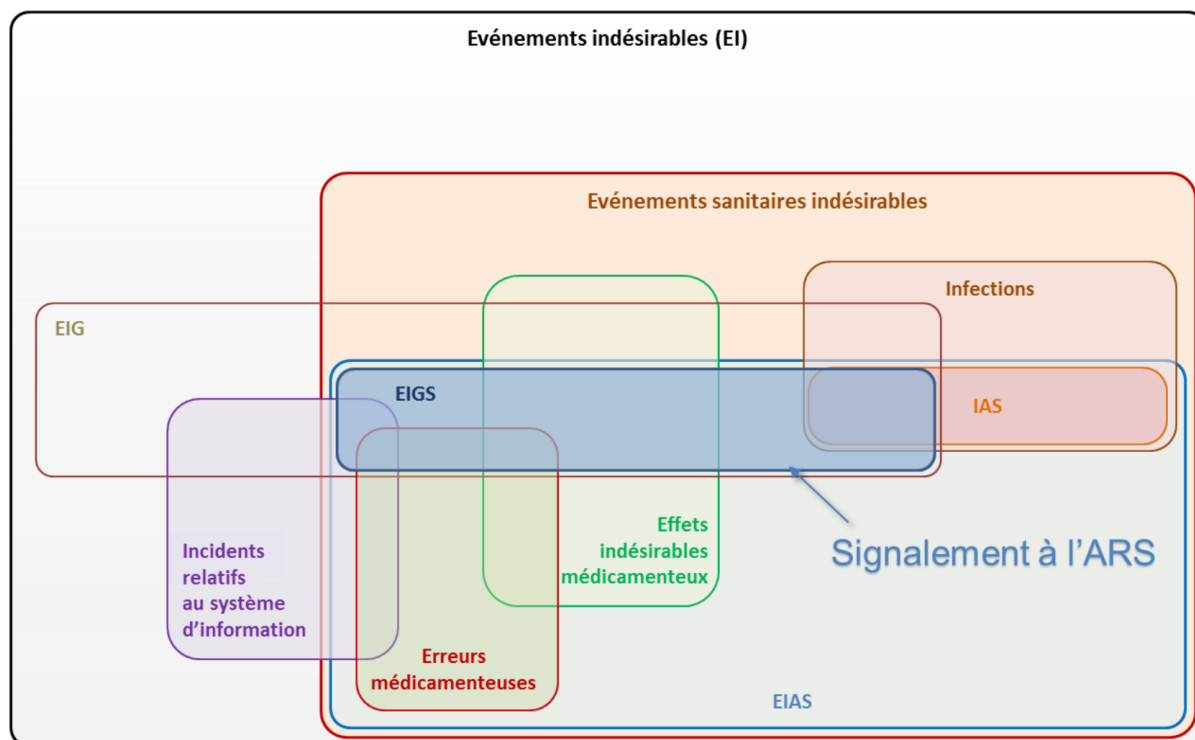 Evénements indésirables (EI)
Evénements sanitaires indésirables
Infections
EIG
EIGS
IAS
Signalement à l'ARS
Effets
indésirables
médicamenteux
Incidents
relatifs
au système
d'information
Erreurs
médicamenteuses
EIAS